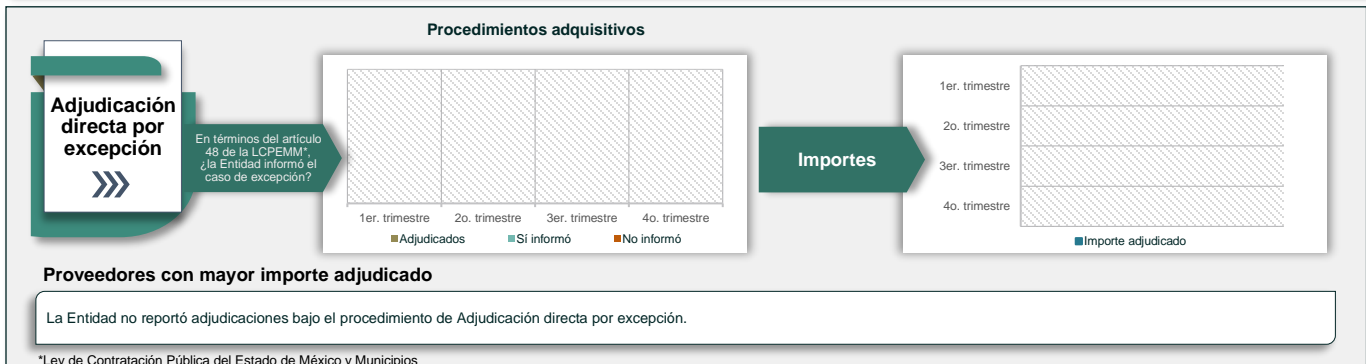 Procedimientos adquisitivos
Adjudicación
directa por
excepción
En términos del artículo
48 de la LCPEMM*,
¿la Entidad informó el
caso de excepción?
1er. trimestre
2o. trimestre
3er. trimestre
4o. trimestre
Adjudicados
Sí informó
No informó
Importes
1er. trimestre
2o. trimestre
3er. trimestre
4o. trimestre
Importe adjudicado
Proveedores con mayor importe adjudicado
La Entidad no reportó adjudicaciones bajo el procedimiento de Adjudicación directa por excepción.
*Ley de Contratación Pública del Estado de México y Municipios